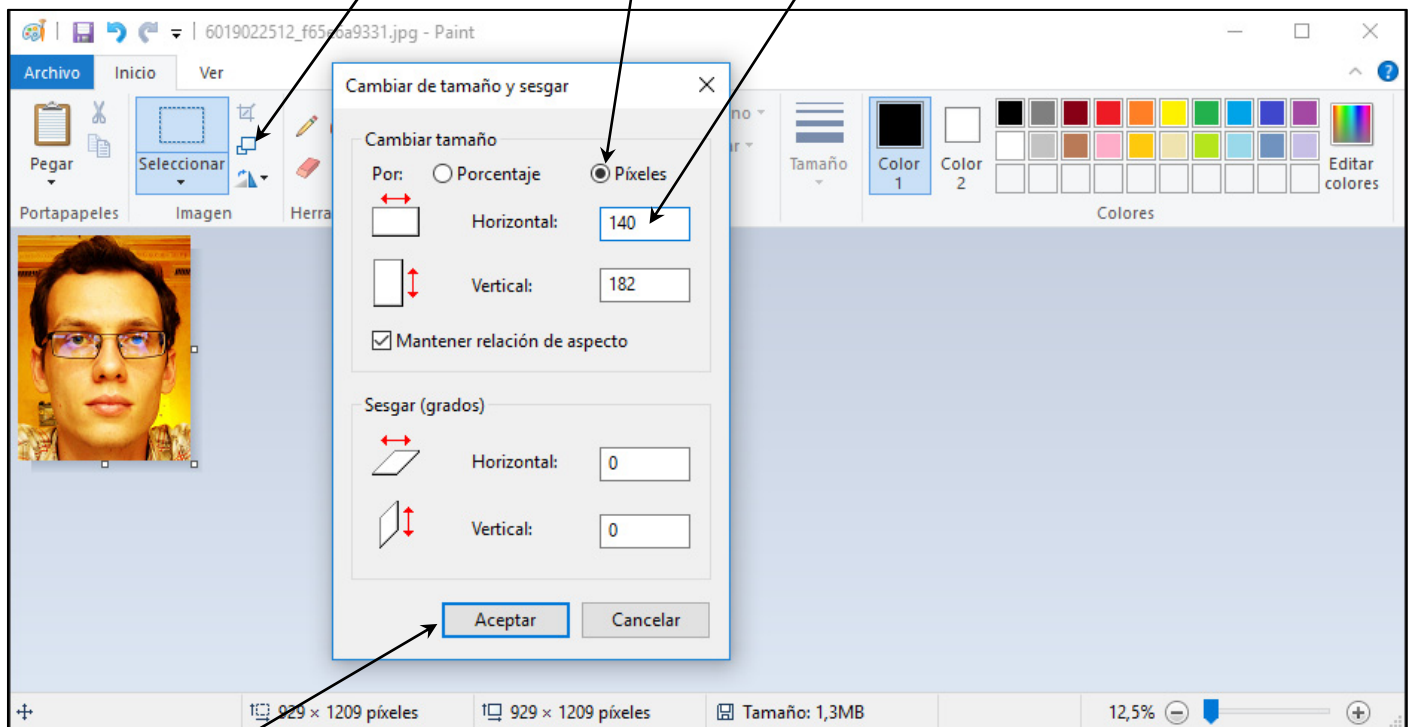 6019022512_f65e6a9331.jpg - Paint
Archivo Inicio Ver
Cambiar de tamaño y sesgar
Cambiar tamaño
Por: Porcentaje Píxeles
Horizontal: 140
Vertical: 182
Mantener relación de aspecto
Sesgar (grados)
Horizontal: 0
Vertical: 0
Aceptar Cancelar
Pegar
Seleccionar
Portapapeles
Imagen
Herra
no
ar
Tamaño
Color 1
Color 2
Editar colores
Colores
929 × 1209 píxeles
929 × 1209 píxeles
Tamaño: 1,3MB
12,5%